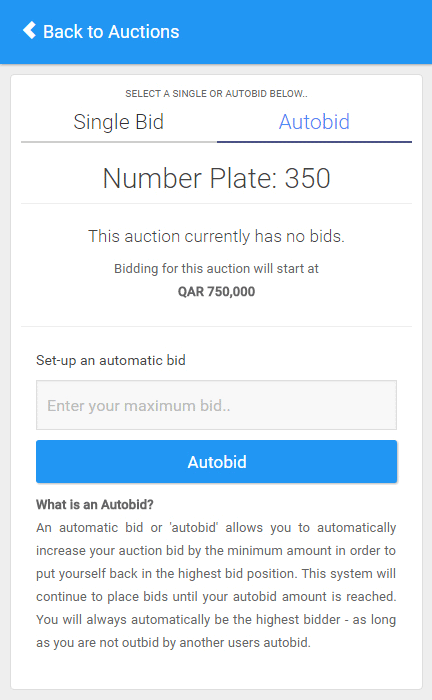 Back to Auctions
SELECT A SINGLE OR AUTOBID BELOW..
Single Bid
Autobid
Number Plate: 350
This auction currently has no bids.
Bidding for this auction will start at
QAR 750,000
Set-up an automatic bid
Enter your maximum bid..
Autobid
What is an Autobid?
An automatic bid or 'autobid' allows you to automatically
increase your auction bid by the minimum amount in order to
put yourself back in the highest bid position. This system will
continue to place bids until your autobid amount is reached.
You will always automatically be the highest bidder - as long
as you are not outbid by another users autobid.